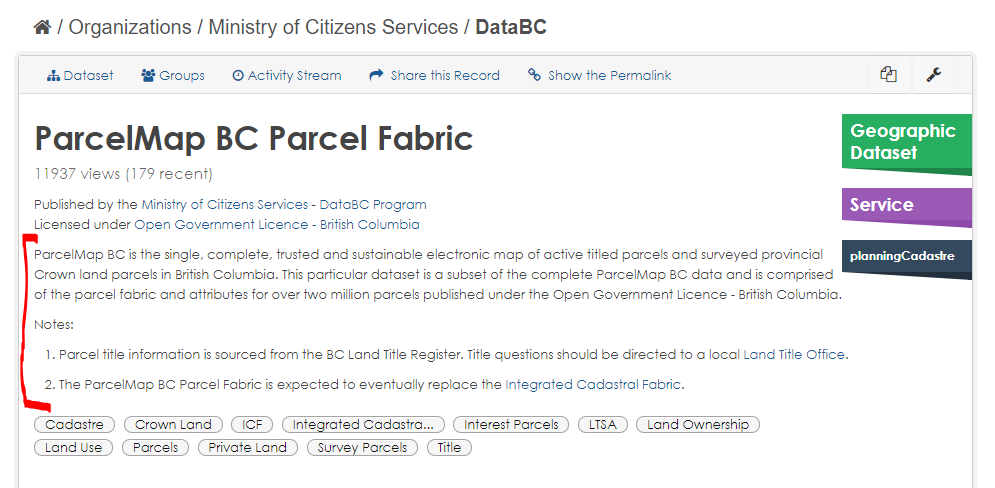 / Organizations / Ministry of Citizens Services / DataBC
Dataset Groups Activity Stream Share this Record Show the Permalink
ParcelMap BC Parcel Fabric
11937 views (179 recent)
Geographic
Dataset
Service
planningCadastre
Published by the Ministry of Citizens Services - DataBC Program
Licensed under Open Government Licence - British Columbia
ParcelMap BC is the single, complete, trusted and sustainable electronic map of active titled parcels and surveyed provincial
Crown land parcels in British Columbia. This particular dataset is a subset of the complete ParcelMap BC data and is comprised
of the parcel fabric and attributes for over two million parcels published under the Open Government Licence - British Columbia.
Notes:
1. Parcel title information is sourced from the BC Land Title Register. Title questions should be directed to a local Land Title Office.
2. The ParcelMap BC Parcel Fabric is expected to eventually replace the Integrated Cadastral Fabric.
Cadastre Crown Land ICF Integrated Cadastra... Interest Parcels LTSA Land Ownership
Land Use Parcels Private Land Survey Parcels Title